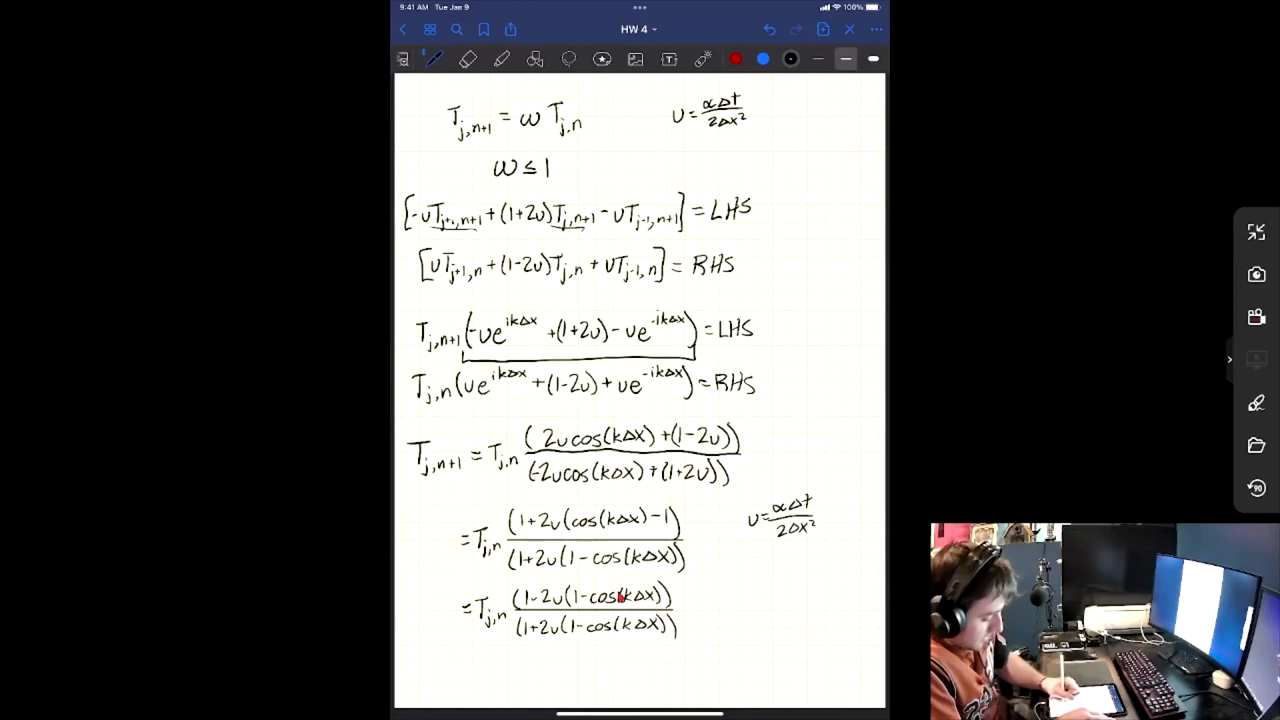 9:41 AM Tue Jan 9
100%
HW 4
T_{j,n+1} = ω T_{j,n}
υ = αΔt / 2Δx²
ω ≤ 1
[-υT_{j+1,n+1} + (1+2υ)T_{j,n+1} - υT_{j-1,n+1}] = LHS
[υT_{j+1,n} + (1-2υ)T_{j,n} + υT_{j-1,n}] = RHS
T_{j,n+1}(-υe^{ikΔx} + (1+2υ) - υe^{-ikΔx}) = LHS
T_{j,n}(υe^{ikΔx} + (1-2υ) + υe^{-ikΔx}) = RHS
T_{j,n+1} = T_{j,n} (2υcos(kΔx) + (1-2υ)) / (-2υcos(kΔx) + (1+2υ))
= T_{j,n} (1+2υ(cos(kΔx)-1) / (1+2υ(1-cos(kΔx))
υ = αΔt / 2Δx²
= T_{j,n} (1-2υ(1-cos(kΔx)) / (1+2υ(1-cos(kΔx))
90